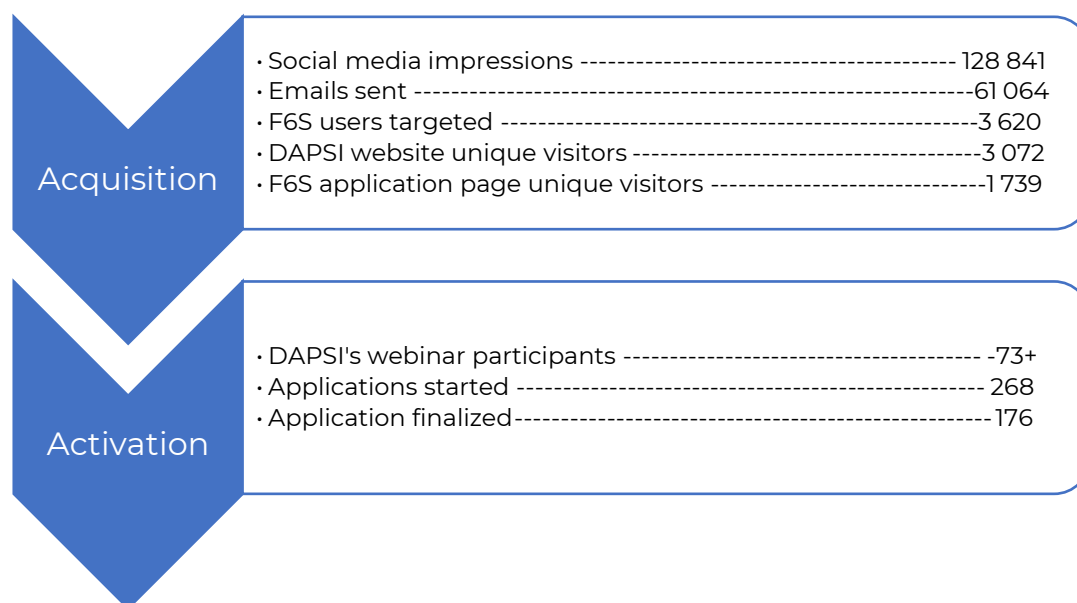 Acquisition
• Social media impressions ---------------------------------------- 128 841
• Emails sent ------------------------------------------------------------61 064
• F6S users targeted ---------------------------------------------------3 620
• DAPSI website unique visitors -------------------------------------3 072
• F6S application page unique visitors -----------------------------1 739
Activation
• DAPSI's webinar participants -------------------------------------- -73+
• Applications started -------------------------------------------------- 268
• Application finalized---------------------------------------------------176